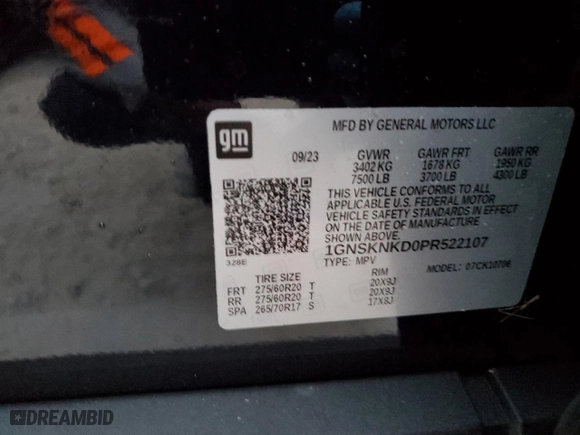 gm
MFD BY GENERAL MOTORS LLC
09/23 GVWR GAWR FRT GAWR RR
3402 KG 1678 KG 1950 KG
7500 LB 3700 LB 4300 LB
THIS VEHICLE CONFORMS TO ALL
APPLICABLE U.S. FEDERAL MOTOR
VEHICLE SAFETY STANDARDS IN EFFECT
ON THE DATE OF MANUFACTURE
SHOWN ABOVE.
1GNSKNKD0PR522107
TYPE: MPV MODEL: 07CK10706
328E
TIRE SIZE RIM
FRT 275/60R20 T 20X9J
RR 275/60R20 T 20X9J
SPA 265/70R17 S 17X8J
DREAMBID